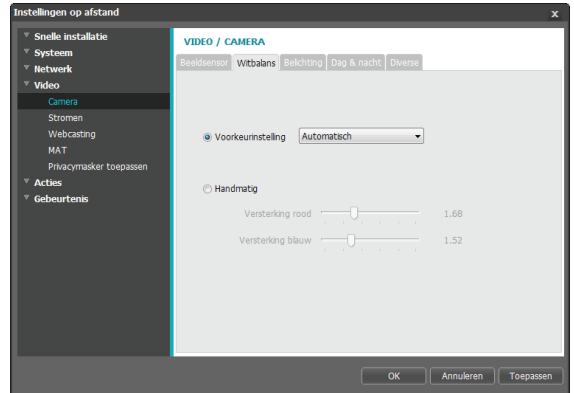 Instellingen op afstand x
Snelle installatie
Systeem
Netwerk
Video
Camera
Stromen
Webcasting
MAT
Privacymasker toepassen
Acties
Gebeurtenis
VIDEO / CAMERA
Beeldsensor Witbalans Belichting Dag & nacht Diverse
Voorkeurinstelling Automatisch
Handmatig
Versterking rood 1.68
Versterking blauw 1.52
OK Annuleren Toepassen